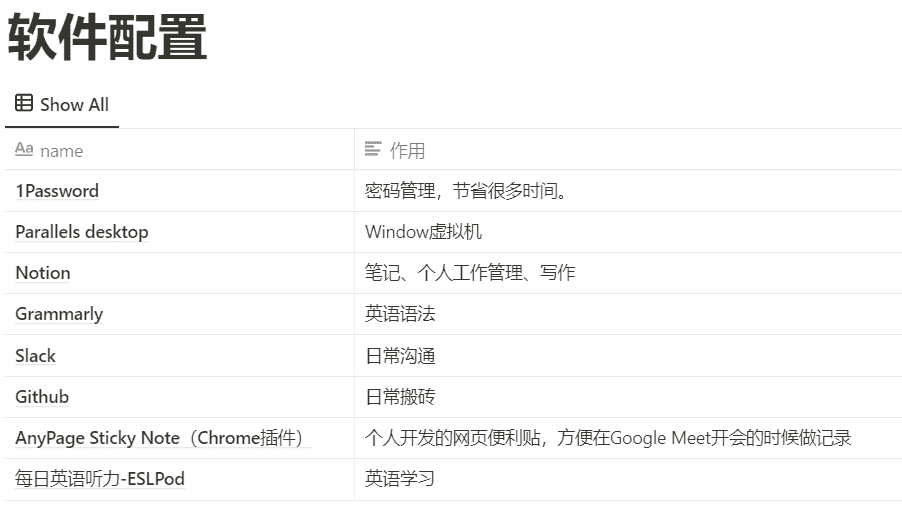 软件配置
Show All
Aa name
作用
1Password
密码管理，节省很多时间。
Parallels desktop
Window虚拟机
Notion
笔记、个人工作管理、写作
Grammarly
英语语法
Slack
日常沟通
Github
日常搬砖
AnyPage Sticky Note（Chrome插件）
个人开发的网页便利贴，方便在Google Meet开会的时候做记录
每日英语听力-ESLPod
英语学习